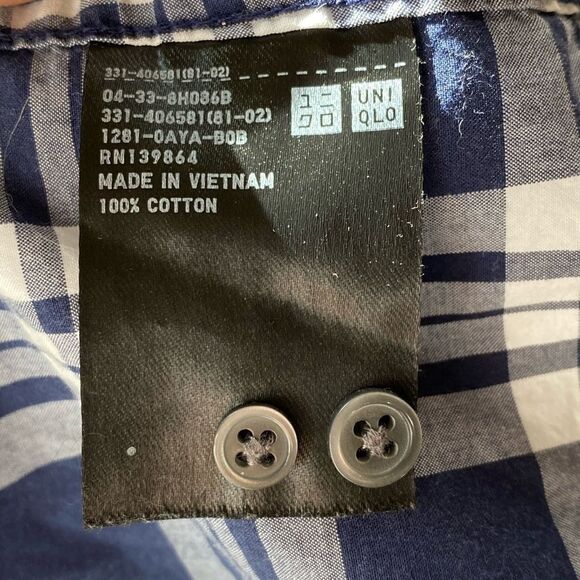 331-406581(81-02)
04-33-8H086B
331-406581(81-02)
1281-0AYA-B0B
RN139864
MADE IN VIETNAM
100% COTTON
ユニ
クロ
UNI
QLO